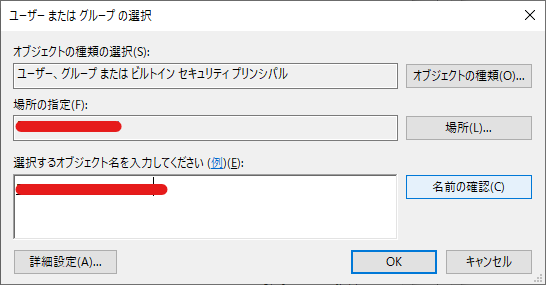 ユーザー または グループ の選択
オブジェクトの種類の選択(S):
ユーザー、グループ または ビルトイン セキュリティ プリンシパル
オブジェクトの種類(O)...
場所の指定(F):
場所(L)...
選択するオブジェクト名を入力してください (例)(E):
名前の確認(C)
詳細設定(A)...
OK
キャンセル